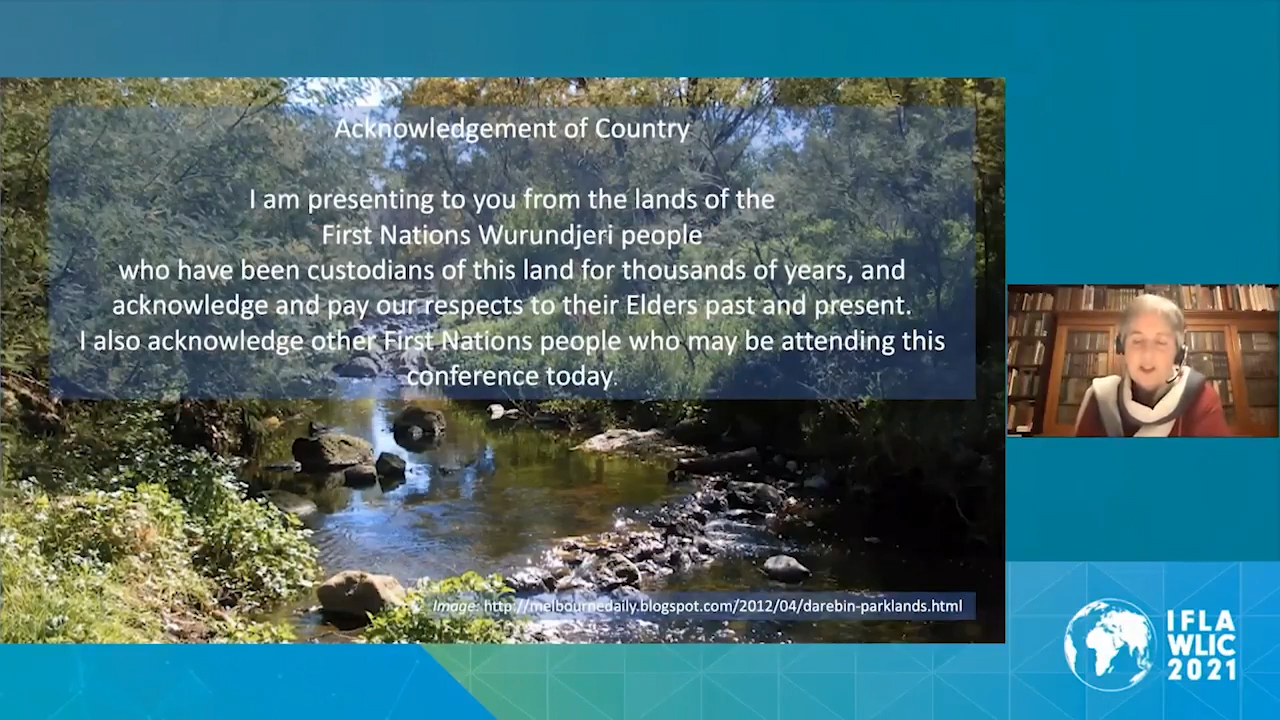 Acknowledgement of Country
I am presenting to you from the lands of the
First Nations Wurundjeri people
who have been custodians of this land for thousands of years, and
acknowledge and pay our respects to their Elders past and present.
I also acknowledge other First Nations people who may be attending this
conference today.
Image: http://melbournedaily.blogspot.com/2012/04/darebin-parklands.html
IFLA
WLIC
2021